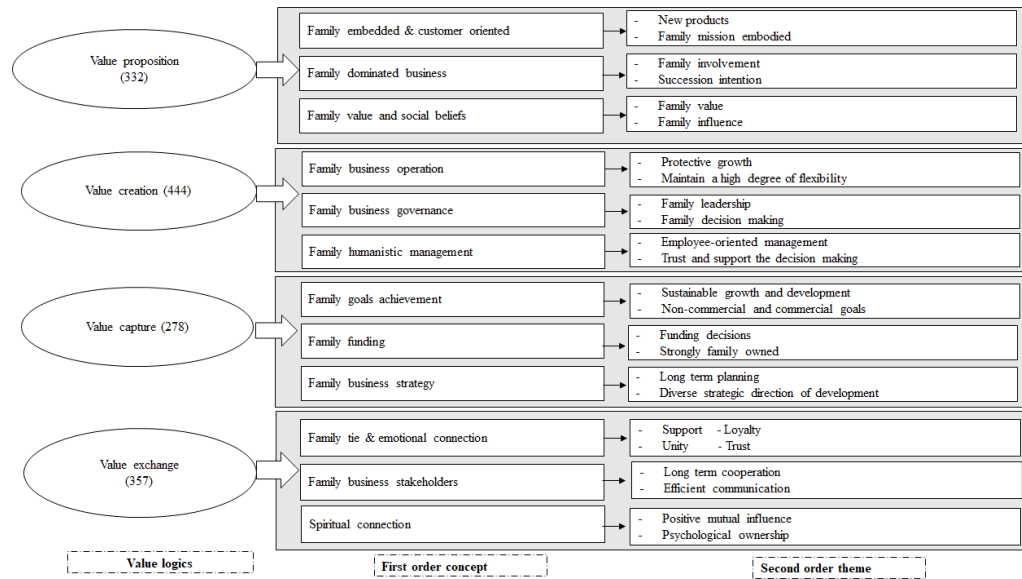 Value proposition
(332)
Family embedded & customer oriented
- New products
- Family mission embodied
Family dominated business
- Family involvement
- Succession intention
Family value and social beliefs
- Family value
- Family influence
Value creation (444)
Family business operation
- Protective growth
- Maintain a high degree of flexibility
Family business governance
- Family leadership
- Family decision making
Family humanistic management
- Employee-oriented management
- Trust and support the decision making
Value capture (278)
Family goals achievement
- Sustainable growth and development
- Non-commercial and commercial goals
Family funding
- Funding decisions
- Strongly family owned
Family business strategy
- Long term planning
- Diverse strategic direction of development
Value exchange
(357)
Family tie & emotional connection
- Support - Loyalty
- Unity - Trust
Family business stakeholders
- Long term cooperation
- Efficient communication
Spiritual connection
- Positive mutual influence
- Psychological ownership
Value logics
First order concept
Second order theme